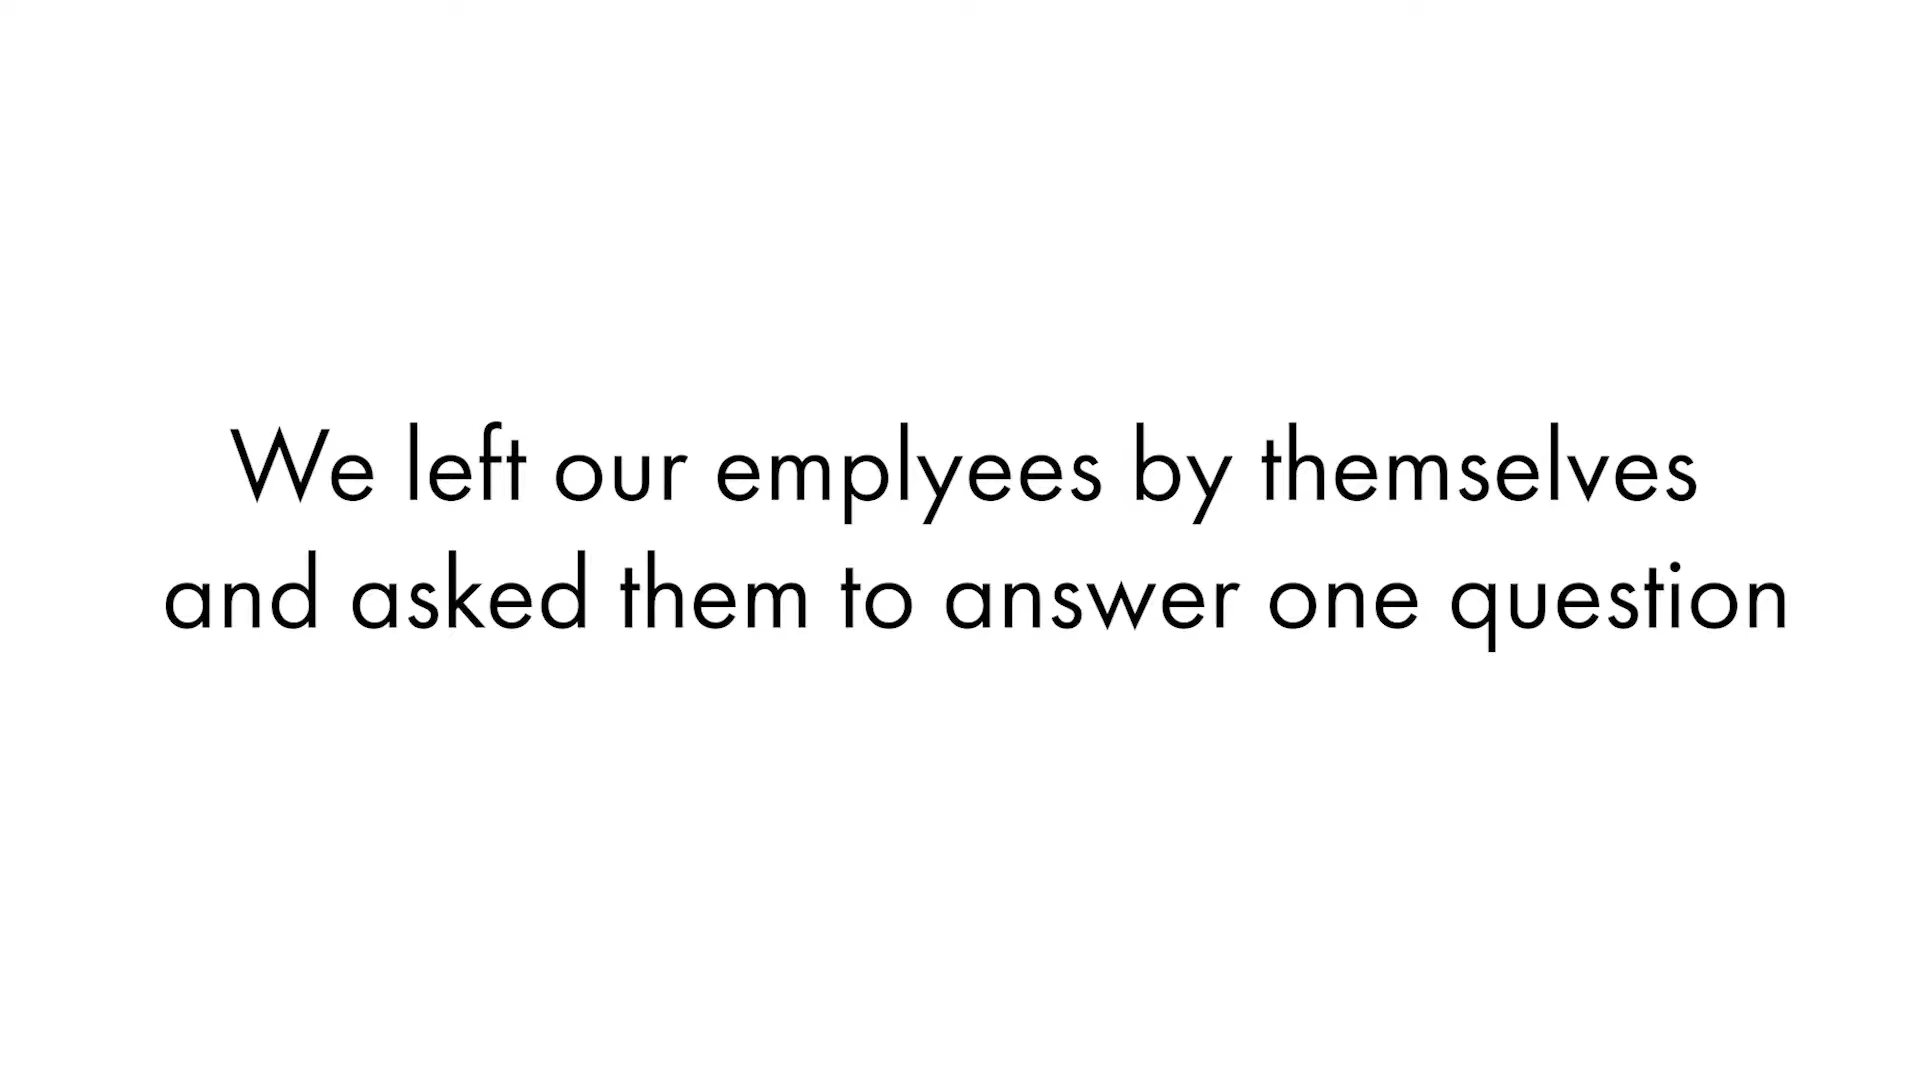 We left our emplyees by themselves
and asked them to answer one question